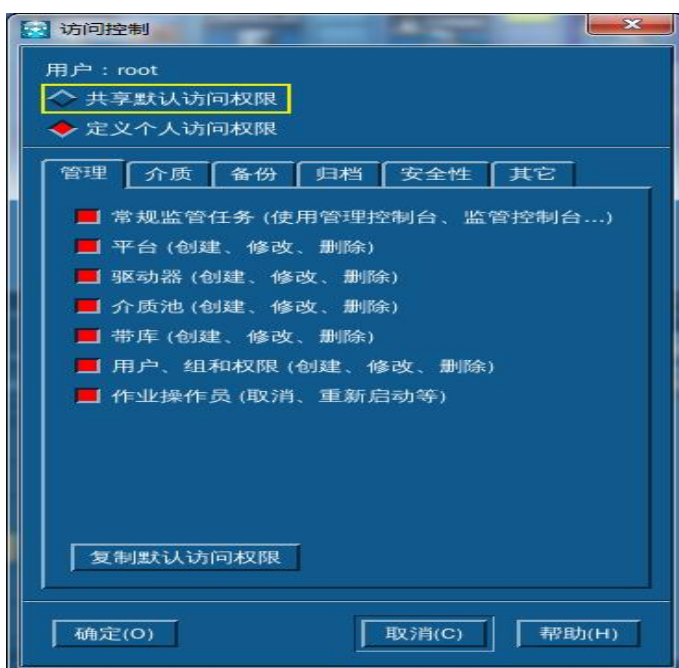 访问控制
用户：root
共享默认访问权限
定义个人访问权限
管理 介质 备份 归档 安全性 其它
常规监管任务 (使用管理控制台、监管控制台...)
平台 (创建、修改、删除)
驱动器 (创建、修改、删除)
介质池 (创建、修改、删除)
带库 (创建、修改、删除)
用户、组和权限 (创建、修改、删除)
作业操作员 (取消、重新启动等)
复制默认访问权限
确定(O) 取消(C) 帮助(H)